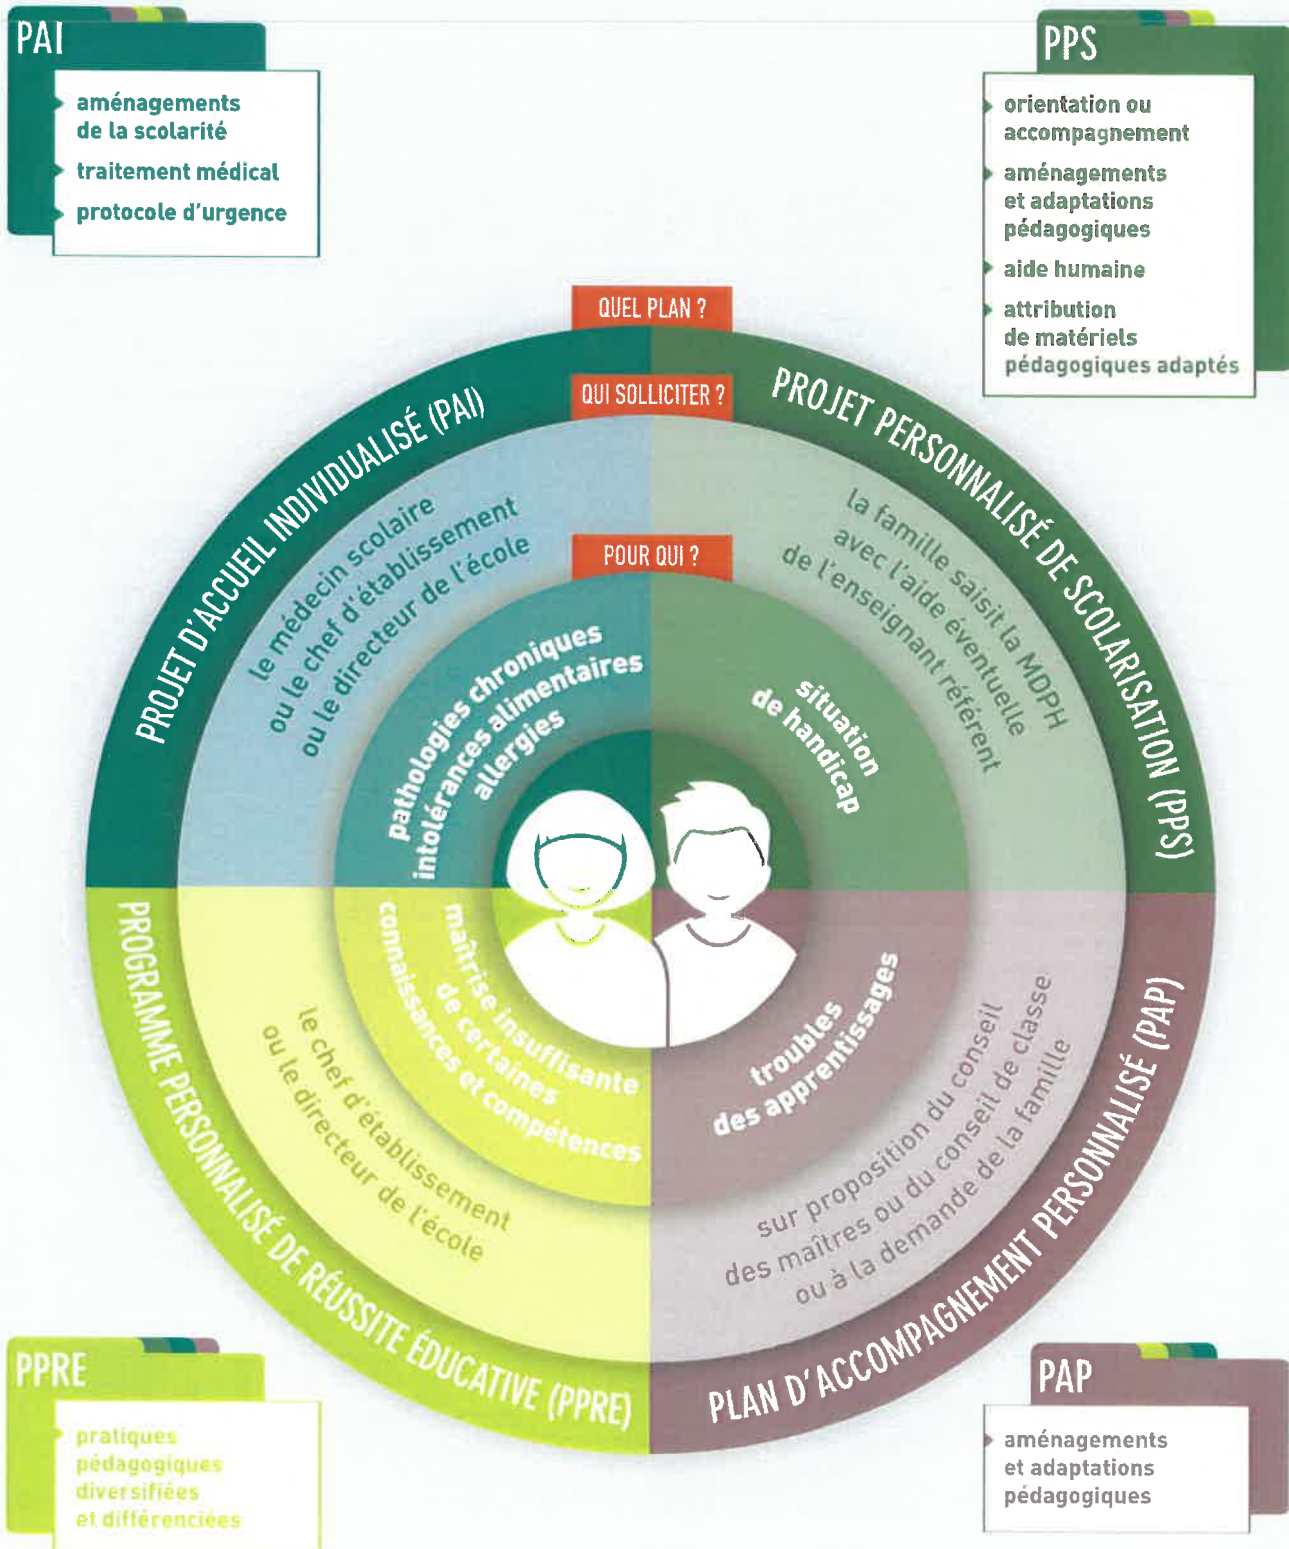 PAI
aménagements
de la scolarité
traitement médical
protocole d'urgence
PPS
orientation ou
accompagnement
aménagements
et adaptations
pédagogiques
aide humaine
attribution
de matériels
pédagogiques adaptés
QUEL PLAN ?
QUI SOLLICITER ?
POUR QUI ?
PROJET D'ACCUEIL INDIVIDUALISÉ (PAI)
le médecin scolaire
ou le chef d'établissement
ou le directeur de l'école
pathologies chroniques
intolérances alimentaires
allergies
PROJET PERSONNALISÉ DE SCOLARISATION (PPS)
la famille saisit la MDPH
avec l'aide éventuelle
de l'enseignant référent
situation
de handicap
PROGRAMME PERSONNALISÉ DE RÉUSSITE ÉDUCATIVE (PPRE)
le chef d'établissement
ou le directeur de l'école
maîtrise insuffisante
de certaines
connaissances et compétences
PLAN D'ACCOMPAGNEMENT PERSONNALISÉ (PAP)
sur proposition du conseil
des maîtres ou du conseil de classe
ou à la demande de la famille
troubles
des apprentissages
PPRE
pratiques
pédagogiques
diversifiées
et différenciées
PAP
aménagements
et adaptations
pédagogiques